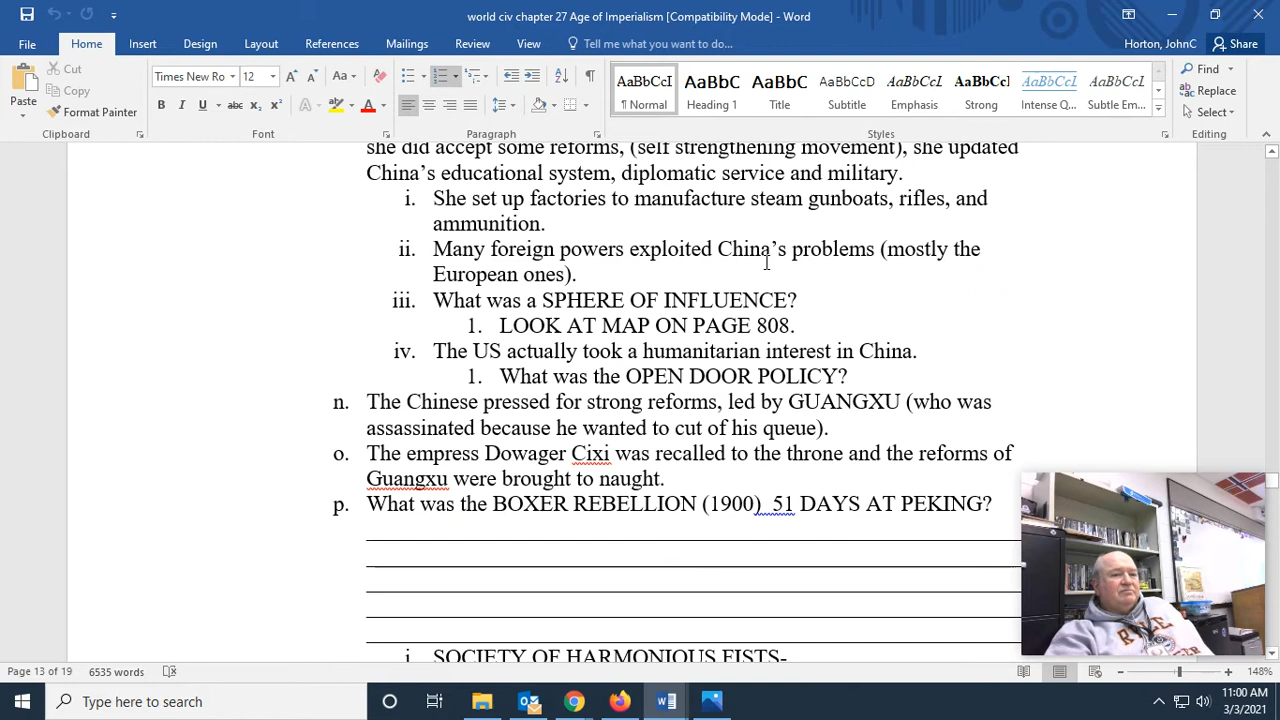 world civ chapter 27 Age of Imperialism [Compatibility Mode] - Word
File Home Insert Design Layout References Mailings Review View Tell me what you want to do... Horton, JohnC Share
Cut
Copy
Format Painter
Paste
Times New Ro 12
AaBbCcI AaBbC AaBbC AaBbCcD AaBbCcI AaBbCcI AaBbCcI AaBbCcI
¶ Normal Heading 1 Title Subtitle Emphasis Strong Intense Q... Subtle Em...
Find
Replace
Select
Clipboard Font Paragraph Styles Editing
she did accept some reforms, (self strengthening movement), she updated
China's educational system, diplomatic service and military.
i. She set up factories to manufacture steam gunboats, rifles, and
ammunition.
ii. Many foreign powers exploited China's problems (mostly the
European ones).
iii. What was a SPHERE OF INFLUENCE?
1. LOOK AT MAP ON PAGE 808.
iv. The US actually took a humanitarian interest in China.
1. What was the OPEN DOOR POLICY?
n. The Chinese pressed for strong reforms, led by GUANGXU (who was
assassinated because he wanted to cut of his queue).
o. The empress Dowager Cixi was recalled to the throne and the reforms of
Guangxu were brought to naught.
p. What was the BOXER REBELLION (1900) 51 DAYS AT PEKING?
i. SOCIETY OF HARMONIOUS FISTS-
Page 13 of 19 6535 words 148%
Type here to search
11:00 AM
3/3/2021